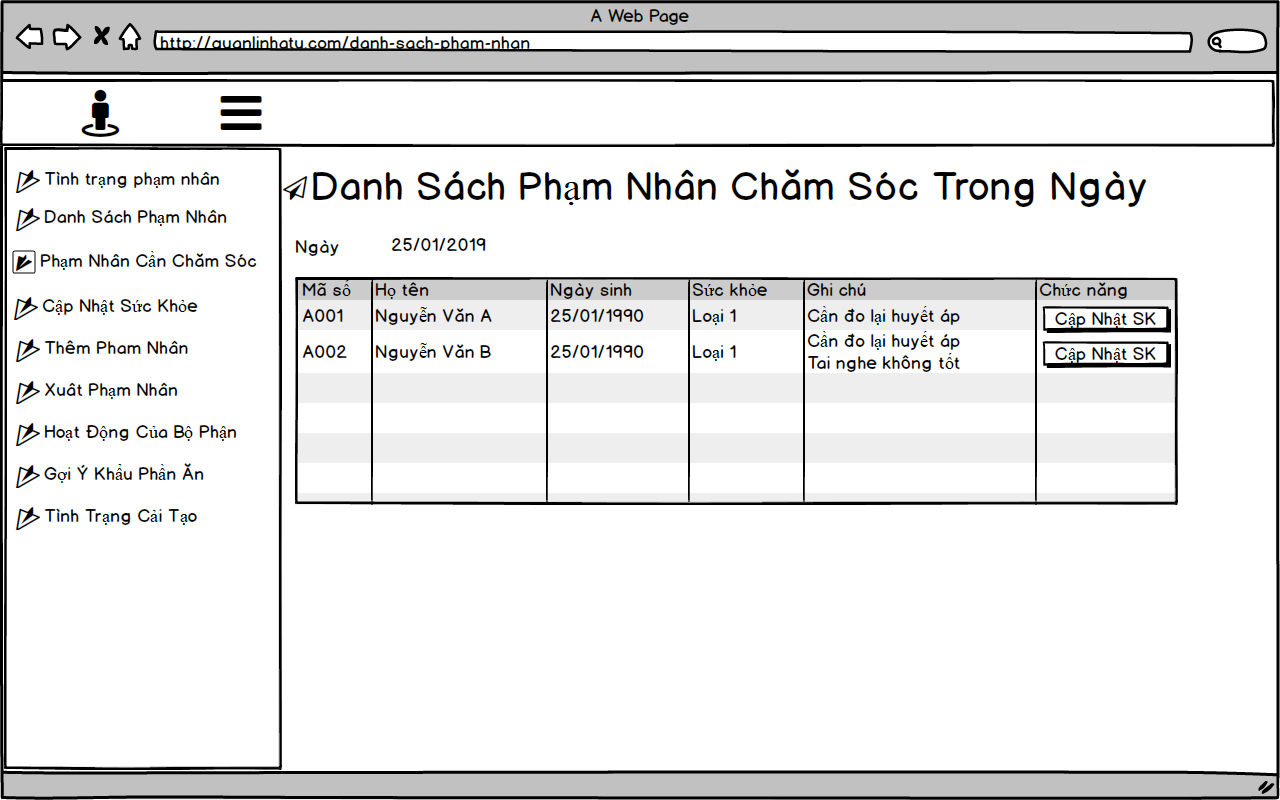 A Web Page
http://quanlinhatu.com/danh-sach-pham-nhan
Tình trạng phạm nhân
Danh Sách Phạm Nhân
Phạm Nhân Cần Chăm Sóc
Cập Nhật Sức Khỏe
Thêm Pham Nhân
Xuât Phạm Nhân
Hoạt Động Của Bộ Phận
Gợi Ý Khẩu Phần Ăn
Tình Trạng Cải Tạo
Danh Sách Phạm Nhân Chăm Sóc Trong Ngày
Ngày 25/01/2019
Mã số Họ tên Ngày sinh Sức khỏe Ghi chú Chức năng
A001 Nguyễn Văn A 25/01/1990 Loại 1 Cần đo lại huyết áp Cập Nhật SK
A002 Nguyễn Văn B 25/01/1990 Loại 1 Cần đo lại huyết áp Cập Nhật SK
Tai nghe không tốt